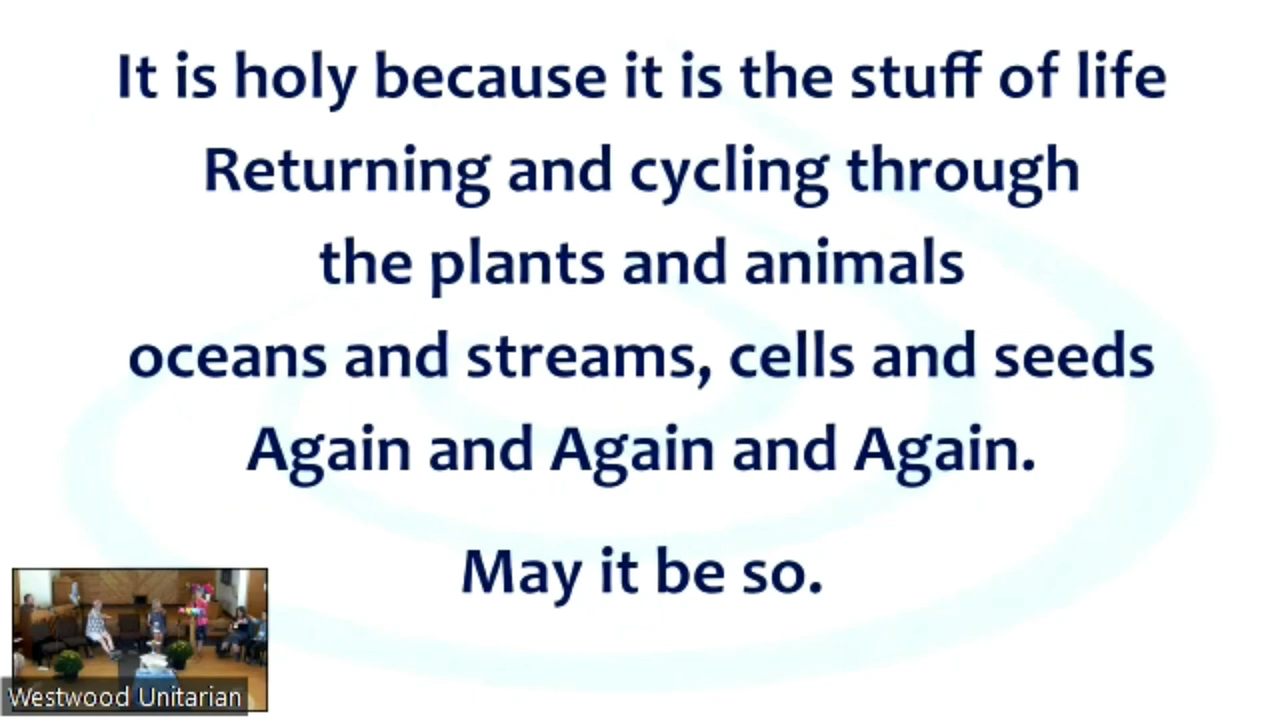 It is holy because it is the stuff of life
Returning and cycling through
the plants and animals
oceans and streams, cells and seeds
Again and Again and Again.
May it be so.
Westwood Unitarian